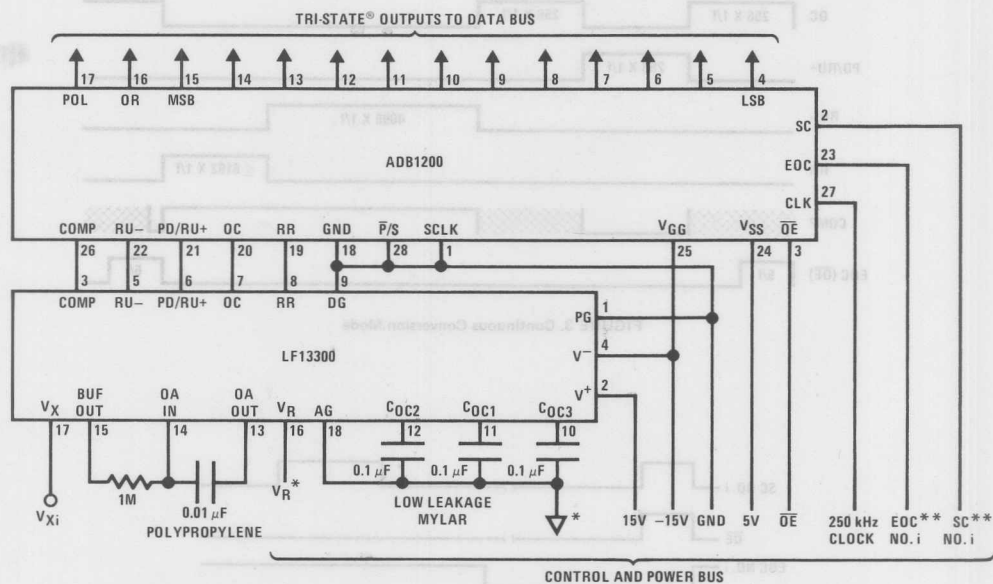 TRI-STATE® OUTPUTS TO DATA BUS
17 16 15 14 13 12 11 10 9 8 7 6 5 4
POL OR MSB LSB
SC 2
ADB1200
EOC 23
CLK 27
COMP RU− PD/RU+ OC RR GND P̅/S SCLK VGG VSS O̅E̅
26 22 21 20 19 18 28 1 25 24 3
3 5 6 7 8 9
COMP RU− PD/RU+ OC RR DG
PG 1
LF13300
V− 4
V+ 2
VX BUF OUT OA IN OA OUT VR AG COC2 COC1 COC3
17 15 14 13 16 18 12 11 10
0.1 µF 0.1 µF 0.1 µF
1M
0.01 µF
POLYPROPYLENE
VXi
VR*
LOW LEAKAGE
MYLAR
*
15V −15V GND 5V O̅E̅ 250 kHz CLOCK EOC** NO.i SC** NO.i
CONTROL AND POWER BUS
FIGURE 3. Continuous Conversion Mode